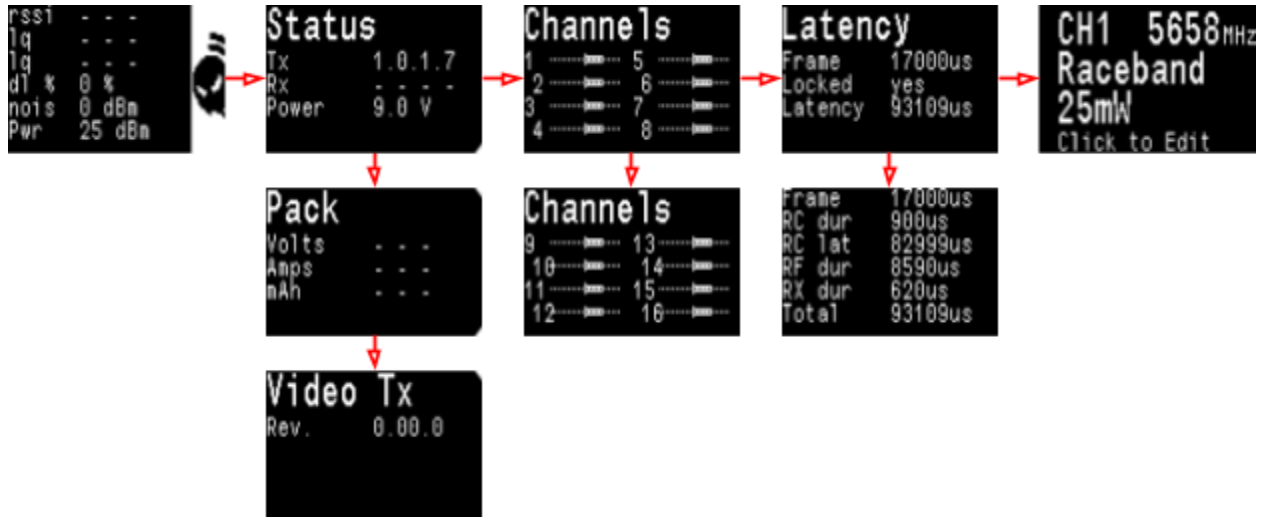 rssi - - -
lq - - -
lq - - -
dl % 0 %
nois 0 dBm
Pwr 25 dBm
Status
Tx 1.0.1.7
Rx - - - -
Power 9.0 V
Channels
1 5
2 6
3 7
4 8
Latency
Frame 17000us
Locked yes
Latency 93109us
CH1 5658MHz
Raceband
25mW
Click to Edit
Pack
Volts - - -
Amps - - -
mAh - - -
Channels
9 13
10 14
11 15
12 16
Frame 17000us
RC dur 900us
RC lat 82999us
RF dur 8590us
RX dur 620us
Total 93109us
Video Tx
Rev. 0.00.0